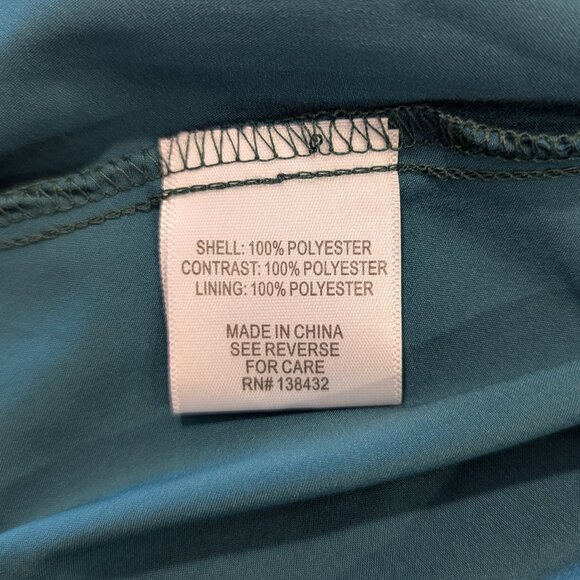 SHELL: 100% POLYESTER
CONTRAST: 100% POLYESTER
LINING: 100% POLYESTER
MADE IN CHINA
SEE REVERSE
FOR CARE
RN# 138432